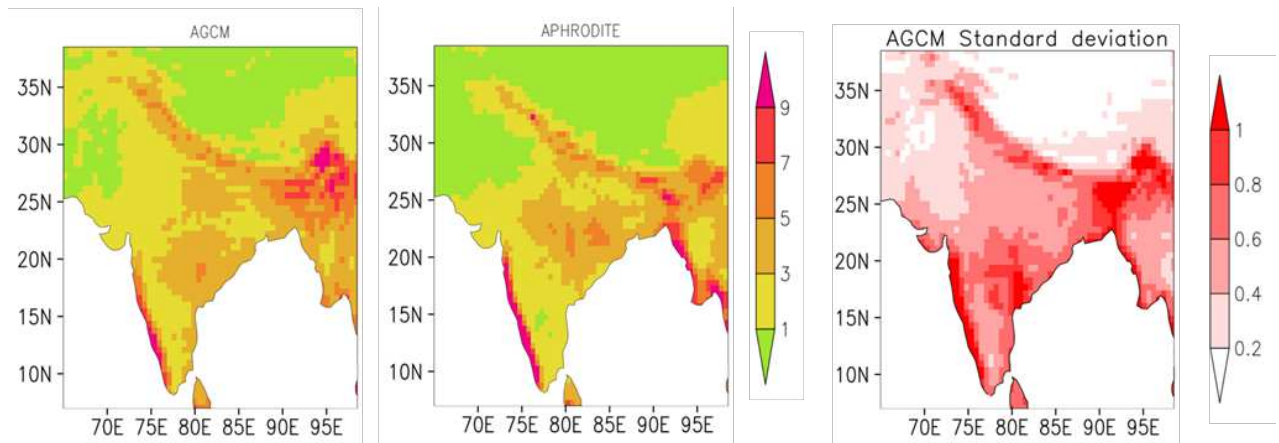 AGCM
35N
30N
25N
20N
15N
10N
70E 75E 80E 85E 90E 95E
APHRODITE
35N
30N
25N
20N
15N
10N
70E 75E 80E 85E 90E 95E
9
7
5
3
1
AGCM Standard deviation
35N
30N
25N
20N
15N
10N
70E 75E 80E 85E 90E 95E
1
0.8
0.6
0.4
0.2